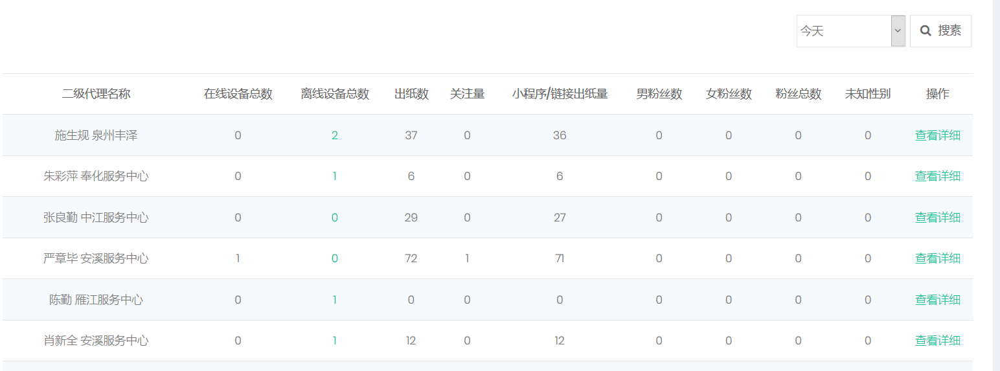 今天 搜素
二级代理名称 在线设备总数 离线设备总数 出纸数 关注量 小程序/链接出纸量 男粉丝数 女粉丝数 粉丝总数 未知性别 操作
施生规 泉州丰泽 0 2 37 0 36 0 0 0 0 查看详细
朱彩萍 奉化服务中心 0 1 6 0 6 0 0 0 0 查看详细
张良勤 中江服务中心 0 0 29 0 27 0 0 0 0 查看详细
严章毕 安溪服务中心 1 0 72 1 71 0 0 0 0 查看详细
陈勤 雁江服务中心 0 1 0 0 0 0 0 0 0 查看详细
肖新全 安溪服务中心 0 1 12 0 12 0 0 0 0 查看详细